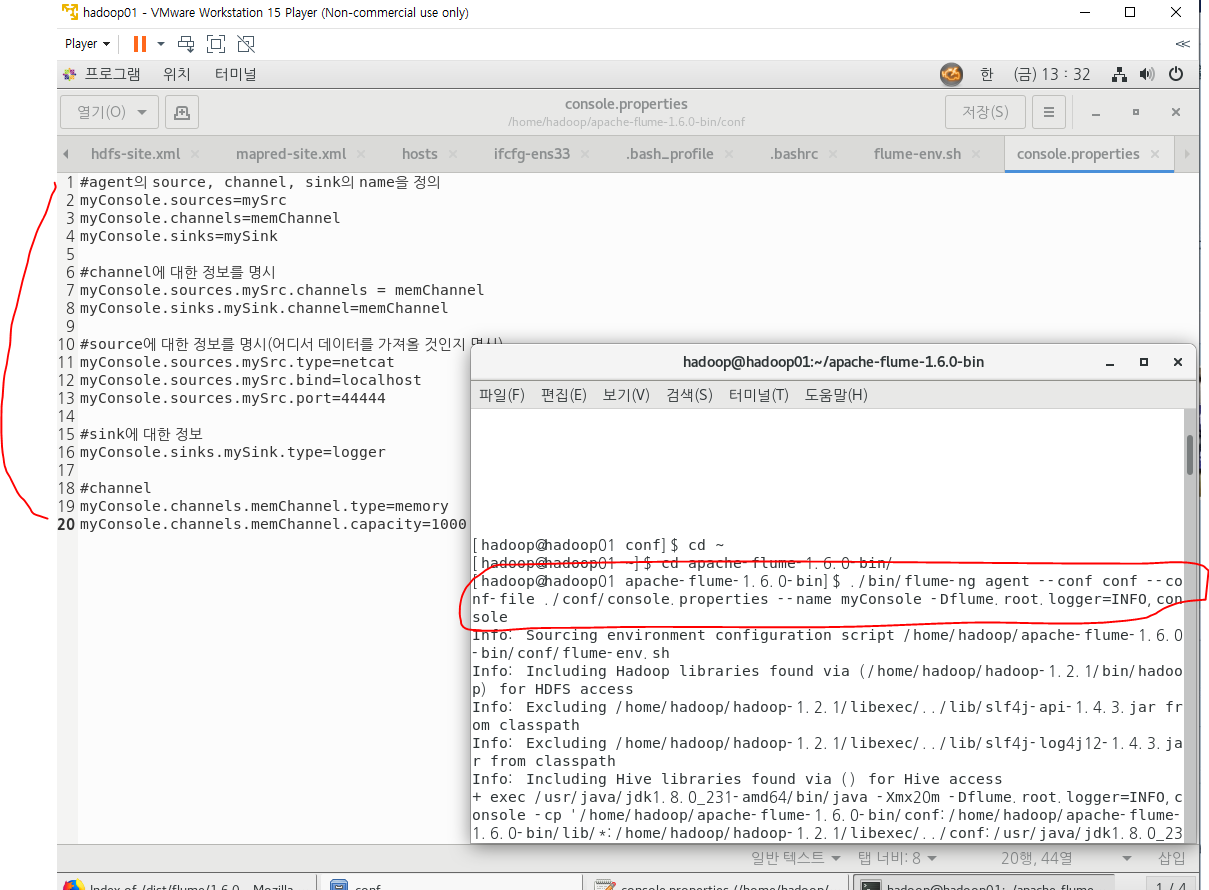 hadoop01 - VMware Workstation 15 Player (Non-commercial use only)
Player
프로그램 위치 터미널 한 (금) 13 : 32
열기(O) console.properties 저장(S)
/home/hadoop/apache-flume-1.6.0-bin/conf
hdfs-site.xml mapred-site.xml hosts ifcfg-ens33 .bash_profile .bashrc flume-env.sh console.properties
1 #agent의 source, channel, sink의 name을 정의
2 myConsole.sources=mySrc
3 myConsole.channels=memChannel
4 myConsole.sinks=mySink
5
6 #channel에 대한 정보를 명시
7 myConsole.sources.mySrc.channels = memChannel
8 myConsole.sinks.mySink.channel=memChannel
9
10 #source에 대한 정보를 명시(어디서 데이터를 가져올 것인지
11 myConsole.sources.mySrc.type=netcat
12 myConsole.sources.mySrc.bind=localhost
13 myConsole.sources.mySrc.port=44444
14
15 #sink에 대한 정보
16 myConsole.sinks.mySink.type=logger
17
18 #channel
19 myConsole.channels.memChannel.type=memory
20 myConsole.channels.memChannel.capacity=1000
hadoop@hadoop01:~/apache-flume-1.6.0-bin
파일(F) 편집(E) 보기(V) 검색(S) 터미널(T) 도움말(H)
[hadoop@hadoop01 conf]$ cd ~
[hadoop@hadoop01 ~]$ cd apache-flume-1.6.0-bin/
[hadoop@hadoop01 apache-flume-1.6.0-bin]$ ./bin/flume-ng agent --conf conf --co
nf-file ./conf/console.properties --name myConsole -Dflume.root.logger=INFO,con
sole
Info: Sourcing environment configuration script /home/hadoop/apache-flume-1.6.0
-bin/conf/flume-env.sh
Info: Including Hadoop libraries found via (/home/hadoop/hadoop-1.2.1/bin/hadoo
p) for HDFS access
Info: Excluding /home/hadoop/hadoop-1.2.1/libexec/../lib/slf4j-api-1.4.3.jar fr
om classpath
Info: Excluding /home/hadoop/hadoop-1.2.1/libexec/../lib/slf4j-log4j12-1.4.3.ja
r from classpath
Info: Including Hive libraries found via () for Hive access
+ exec /usr/java/jdk1.8.0_231-amd64/bin/java -Xmx20m -Dflume.root.logger=INFO,c
onsole -cp '/home/hadoop/apache-flume-1.6.0-bin/conf:/home/hadoop/apache-flume-
1.6.0-bin/lib/*:/home/hadoop/hadoop-1.2.1/libexec/../conf:/usr/java/jdk1.8.0_23
일반 텍스트 탭 너비: 8 20행, 44열 삽입
Index of /dist/flume/1.6.0 - Mozilla conf console.properties (/home/hadoop/ hadoop@hadoop01:~/apache-flume 1 / 4